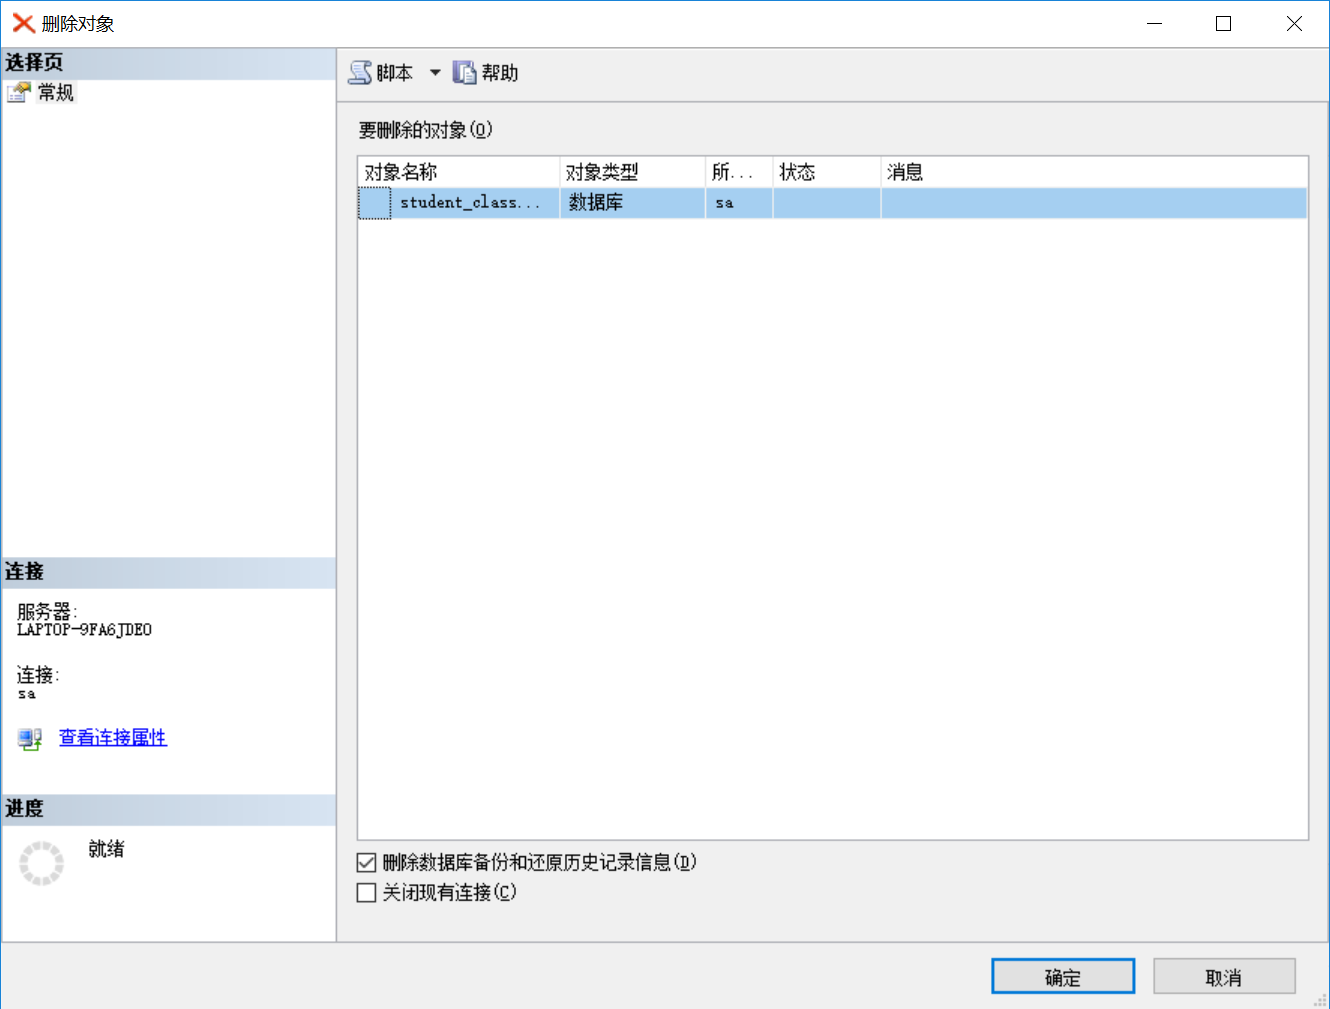 删除对象
选择页
常规
脚本 帮助
要删除的对象(O)
对象名称 对象类型 所... 状态 消息
student_class... 数据库 sa
连接
服务器:
LAPTOP-9FA6JDEO
连接:
sa
查看连接属性
进度
就绪
删除数据库备份和还原历史记录信息(D)
关闭现有连接(C)
确定 取消